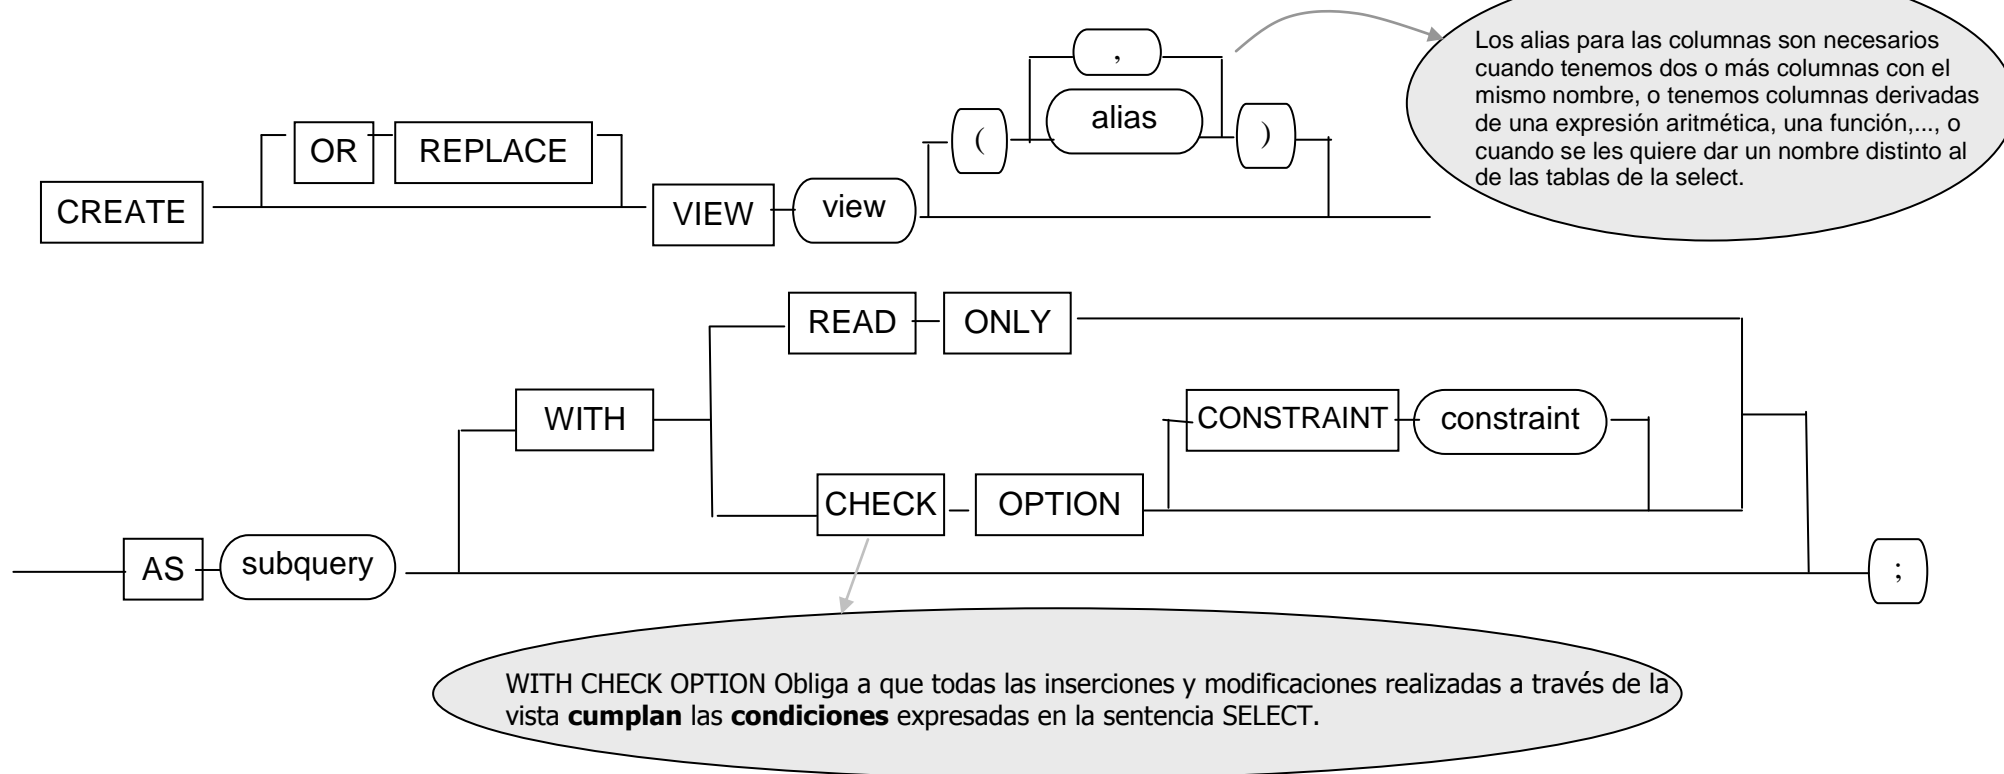 ,
Los alias para las columnas son necesarios
cuando tenemos dos o más columnas con el
mismo nombre, o tenemos columnas derivadas
de una expresión aritmética, una función,..., o
cuando se les quiere dar un nombre distinto al
de las tablas de la select.
OR REPLACE ( alias )
CREATE VIEW view
READ ONLY
WITH CONSTRAINT constraint
CHECK OPTION
AS subquery ;
WITH CHECK OPTION Obliga a que todas las inserciones y modificaciones realizadas a través de la
vista cumplan las condiciones expresadas en la sentencia SELECT.